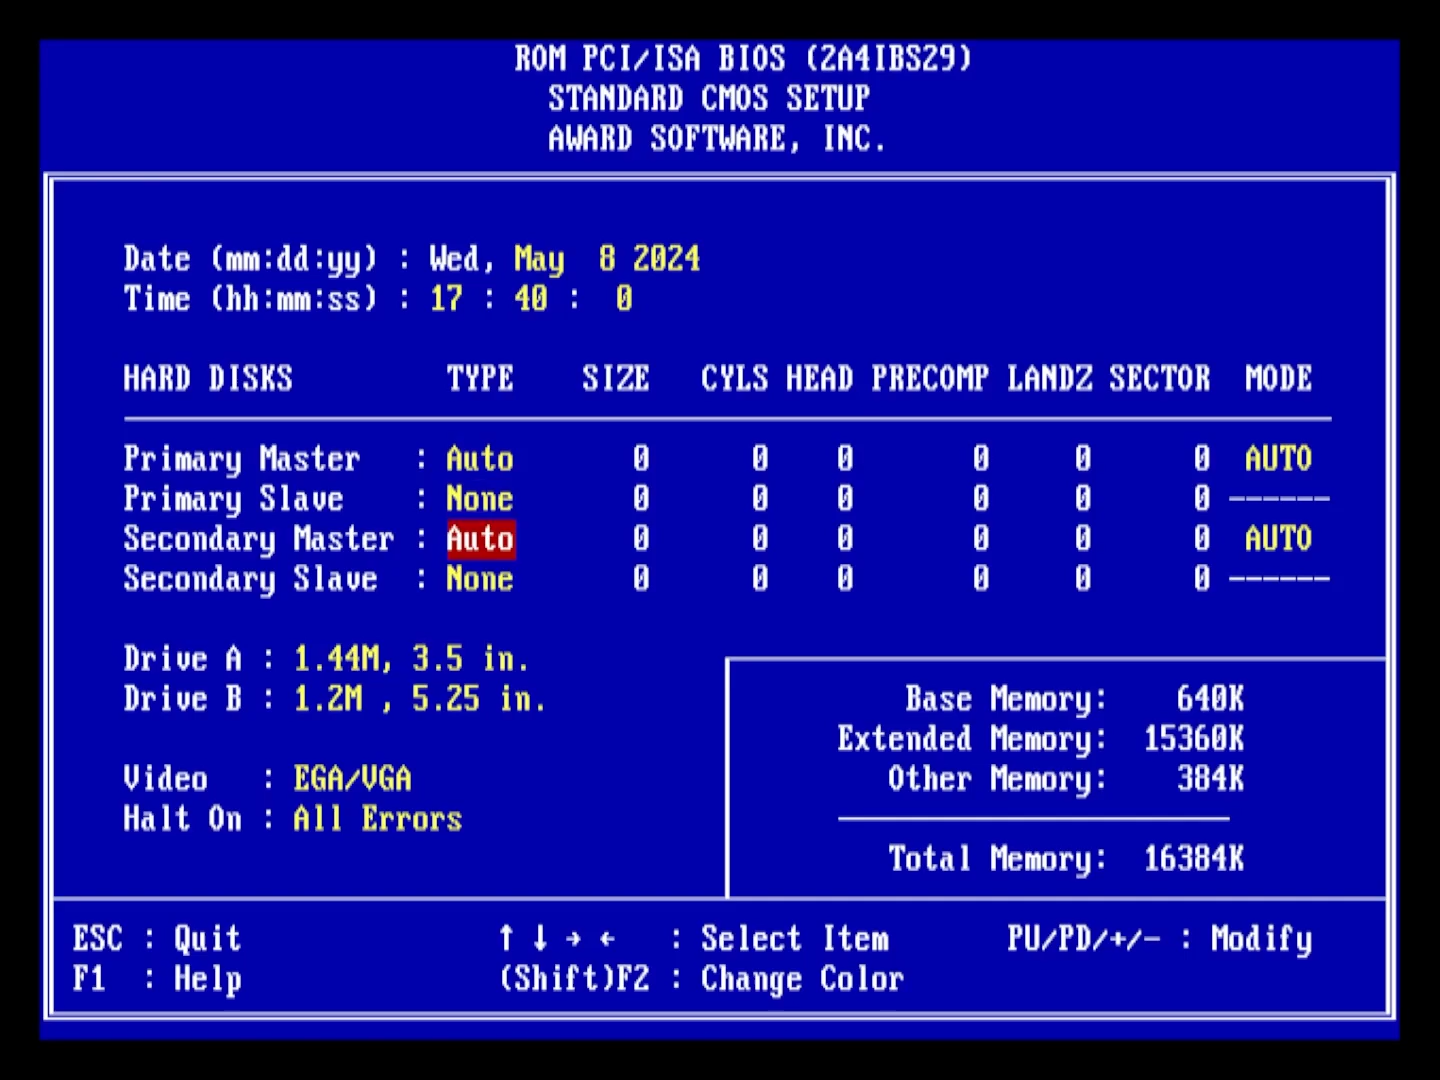 ROM PCI/ISA BIOS (2A4IBS29)
STANDARD CMOS SETUP
AWARD SOFTWARE, INC.
Date (mm:dd:yy) : Wed, May  8 2024
Time (hh:mm:ss) : 17 : 40 :  0
HARD DISKS TYPE SIZE CYLS HEAD PRECOMP LANDZ SECTOR MODE
Primary Master : Auto 0 0 0 0 0 0 AUTO
Primary Slave : None 0 0 0 0 0 0 ------
Secondary Master : Auto 0 0 0 0 0 0 AUTO
Secondary Slave : None 0 0 0 0 0 0 ------
Drive A : 1.44M, 3.5 in.
Drive B : 1.2M , 5.25 in.
Video : EGA/VGA
Halt On : All Errors
Base Memory: 640K
Extended Memory: 15360K
Other Memory: 384K
Total Memory: 16384K
ESC : Quit ↑ ↓ → ← : Select Item PU/PD/+/- : Modify
F1 : Help (Shift)F2 : Change Color